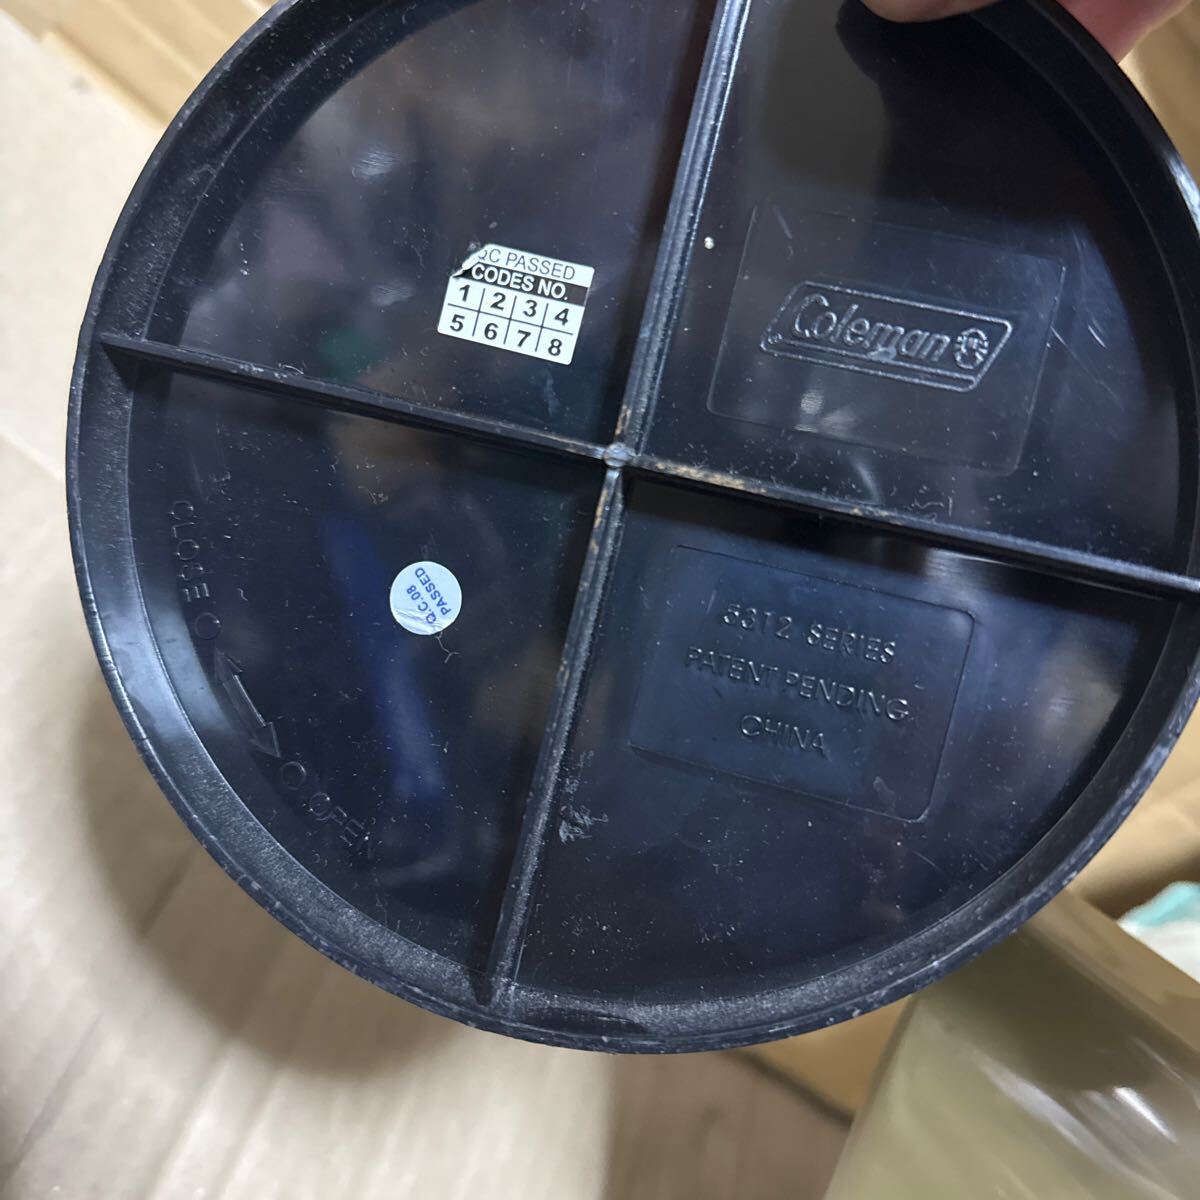 QC PASSED
CODES NO.
1 2 3 4
5 6 7 8
Coleman
CLOSE
OPEN
Q.C.08
PASSED
5312 SERIES
PATENT PENDING
CHINA